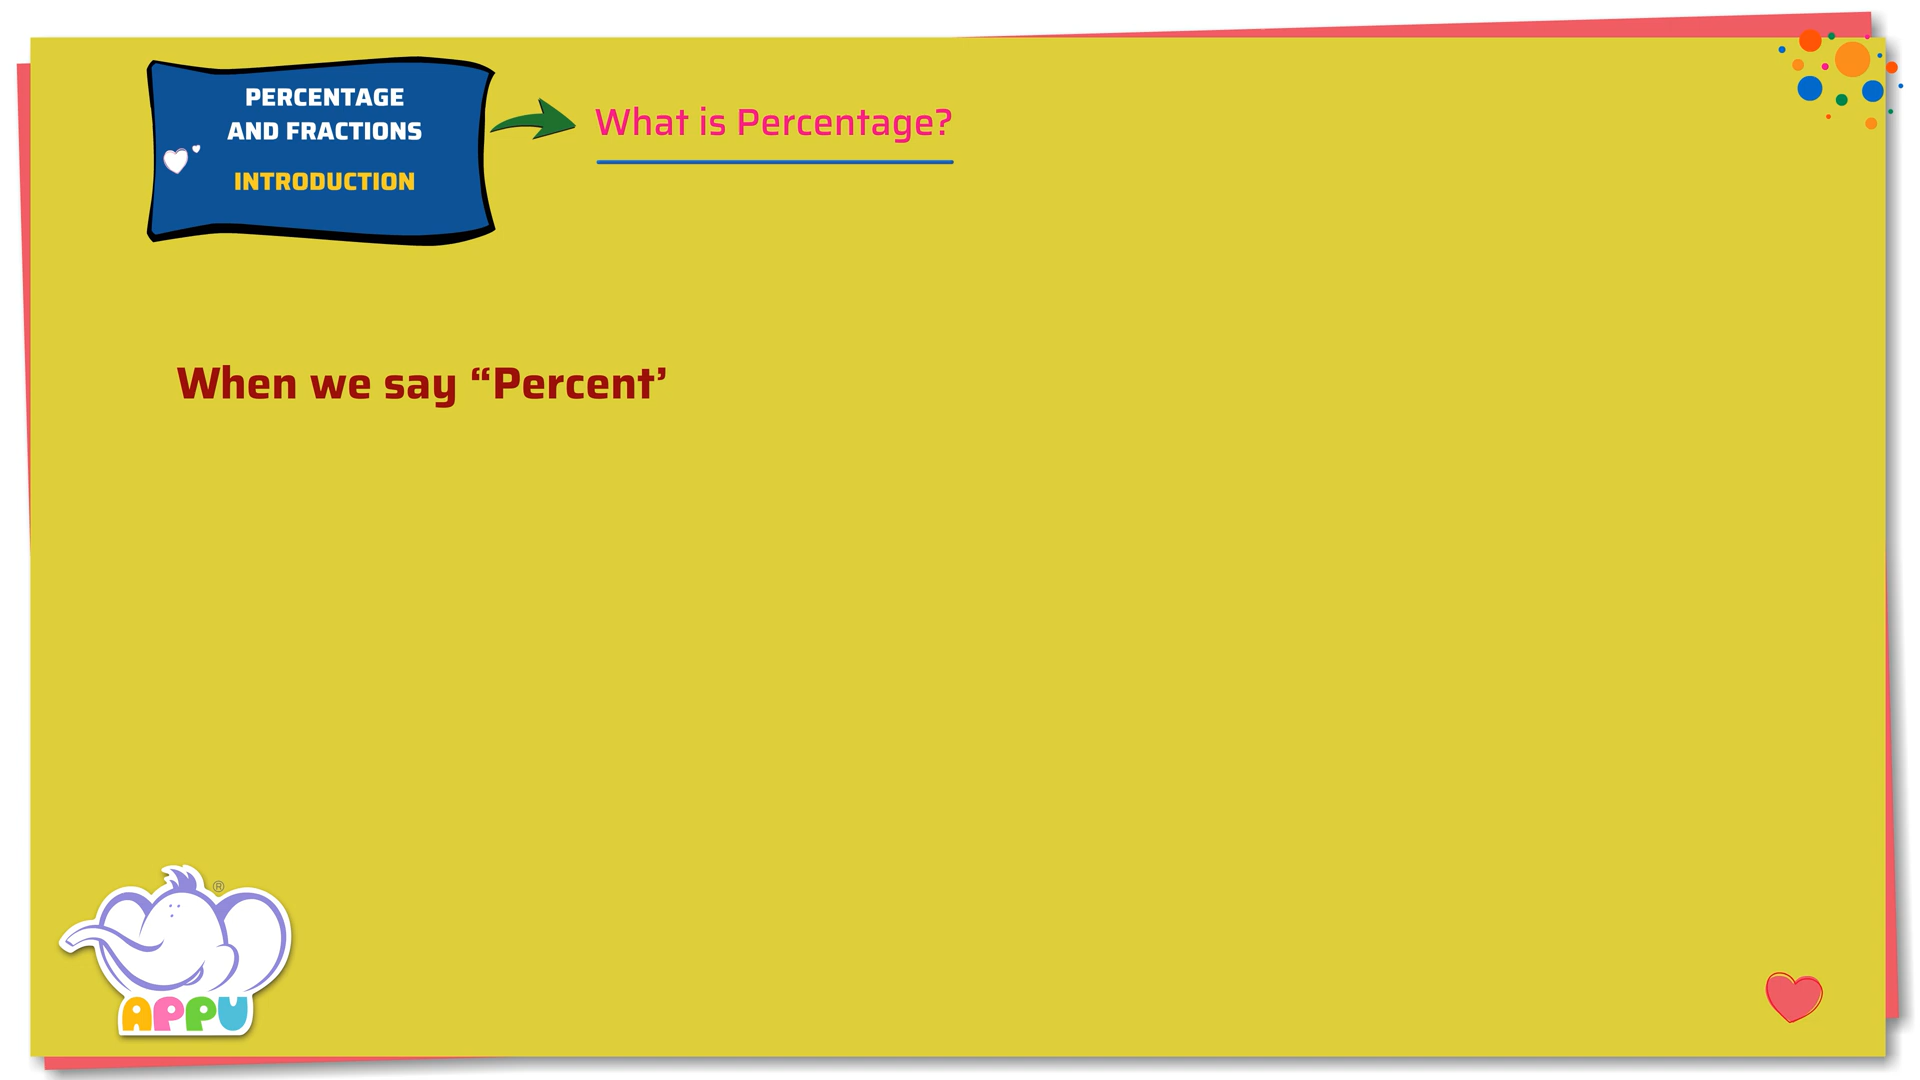 PERCENTAGE
AND FRACTIONS
INTRODUCTION
What is Percentage?
When we say “Percent’
®
APPU